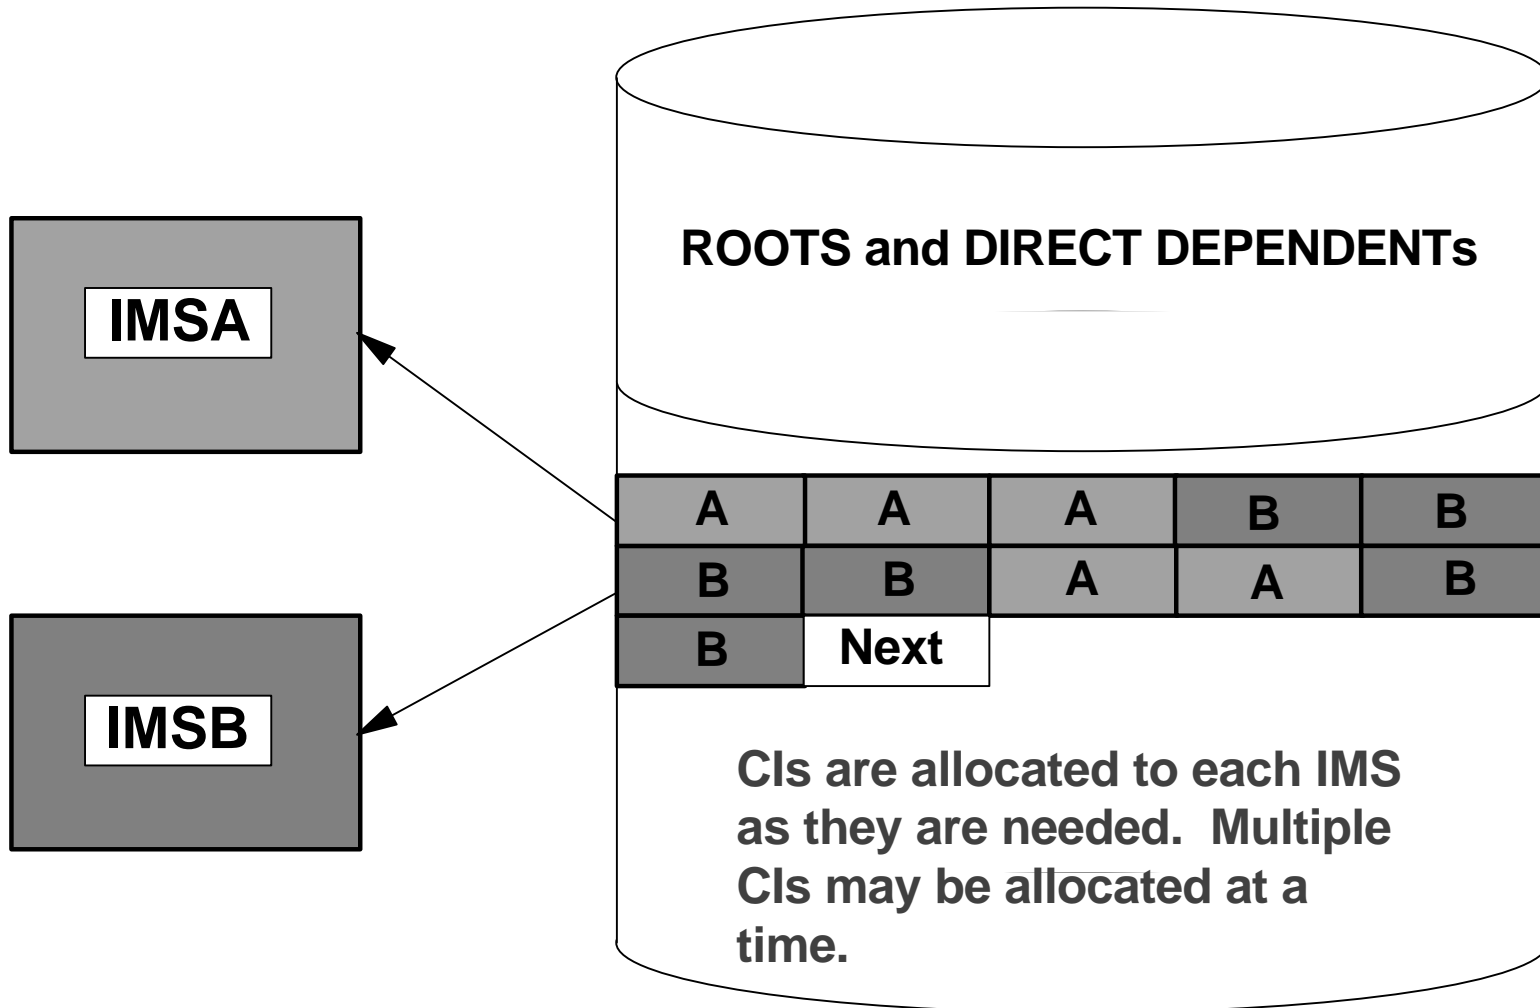 ROOTS and DIRECT DEPENDENTs
IMSA
A A A B B
B B A A B
B Next
IMSB
CIs are allocated to each IMS
as they are needed. Multiple
CIs may be allocated at a
time.